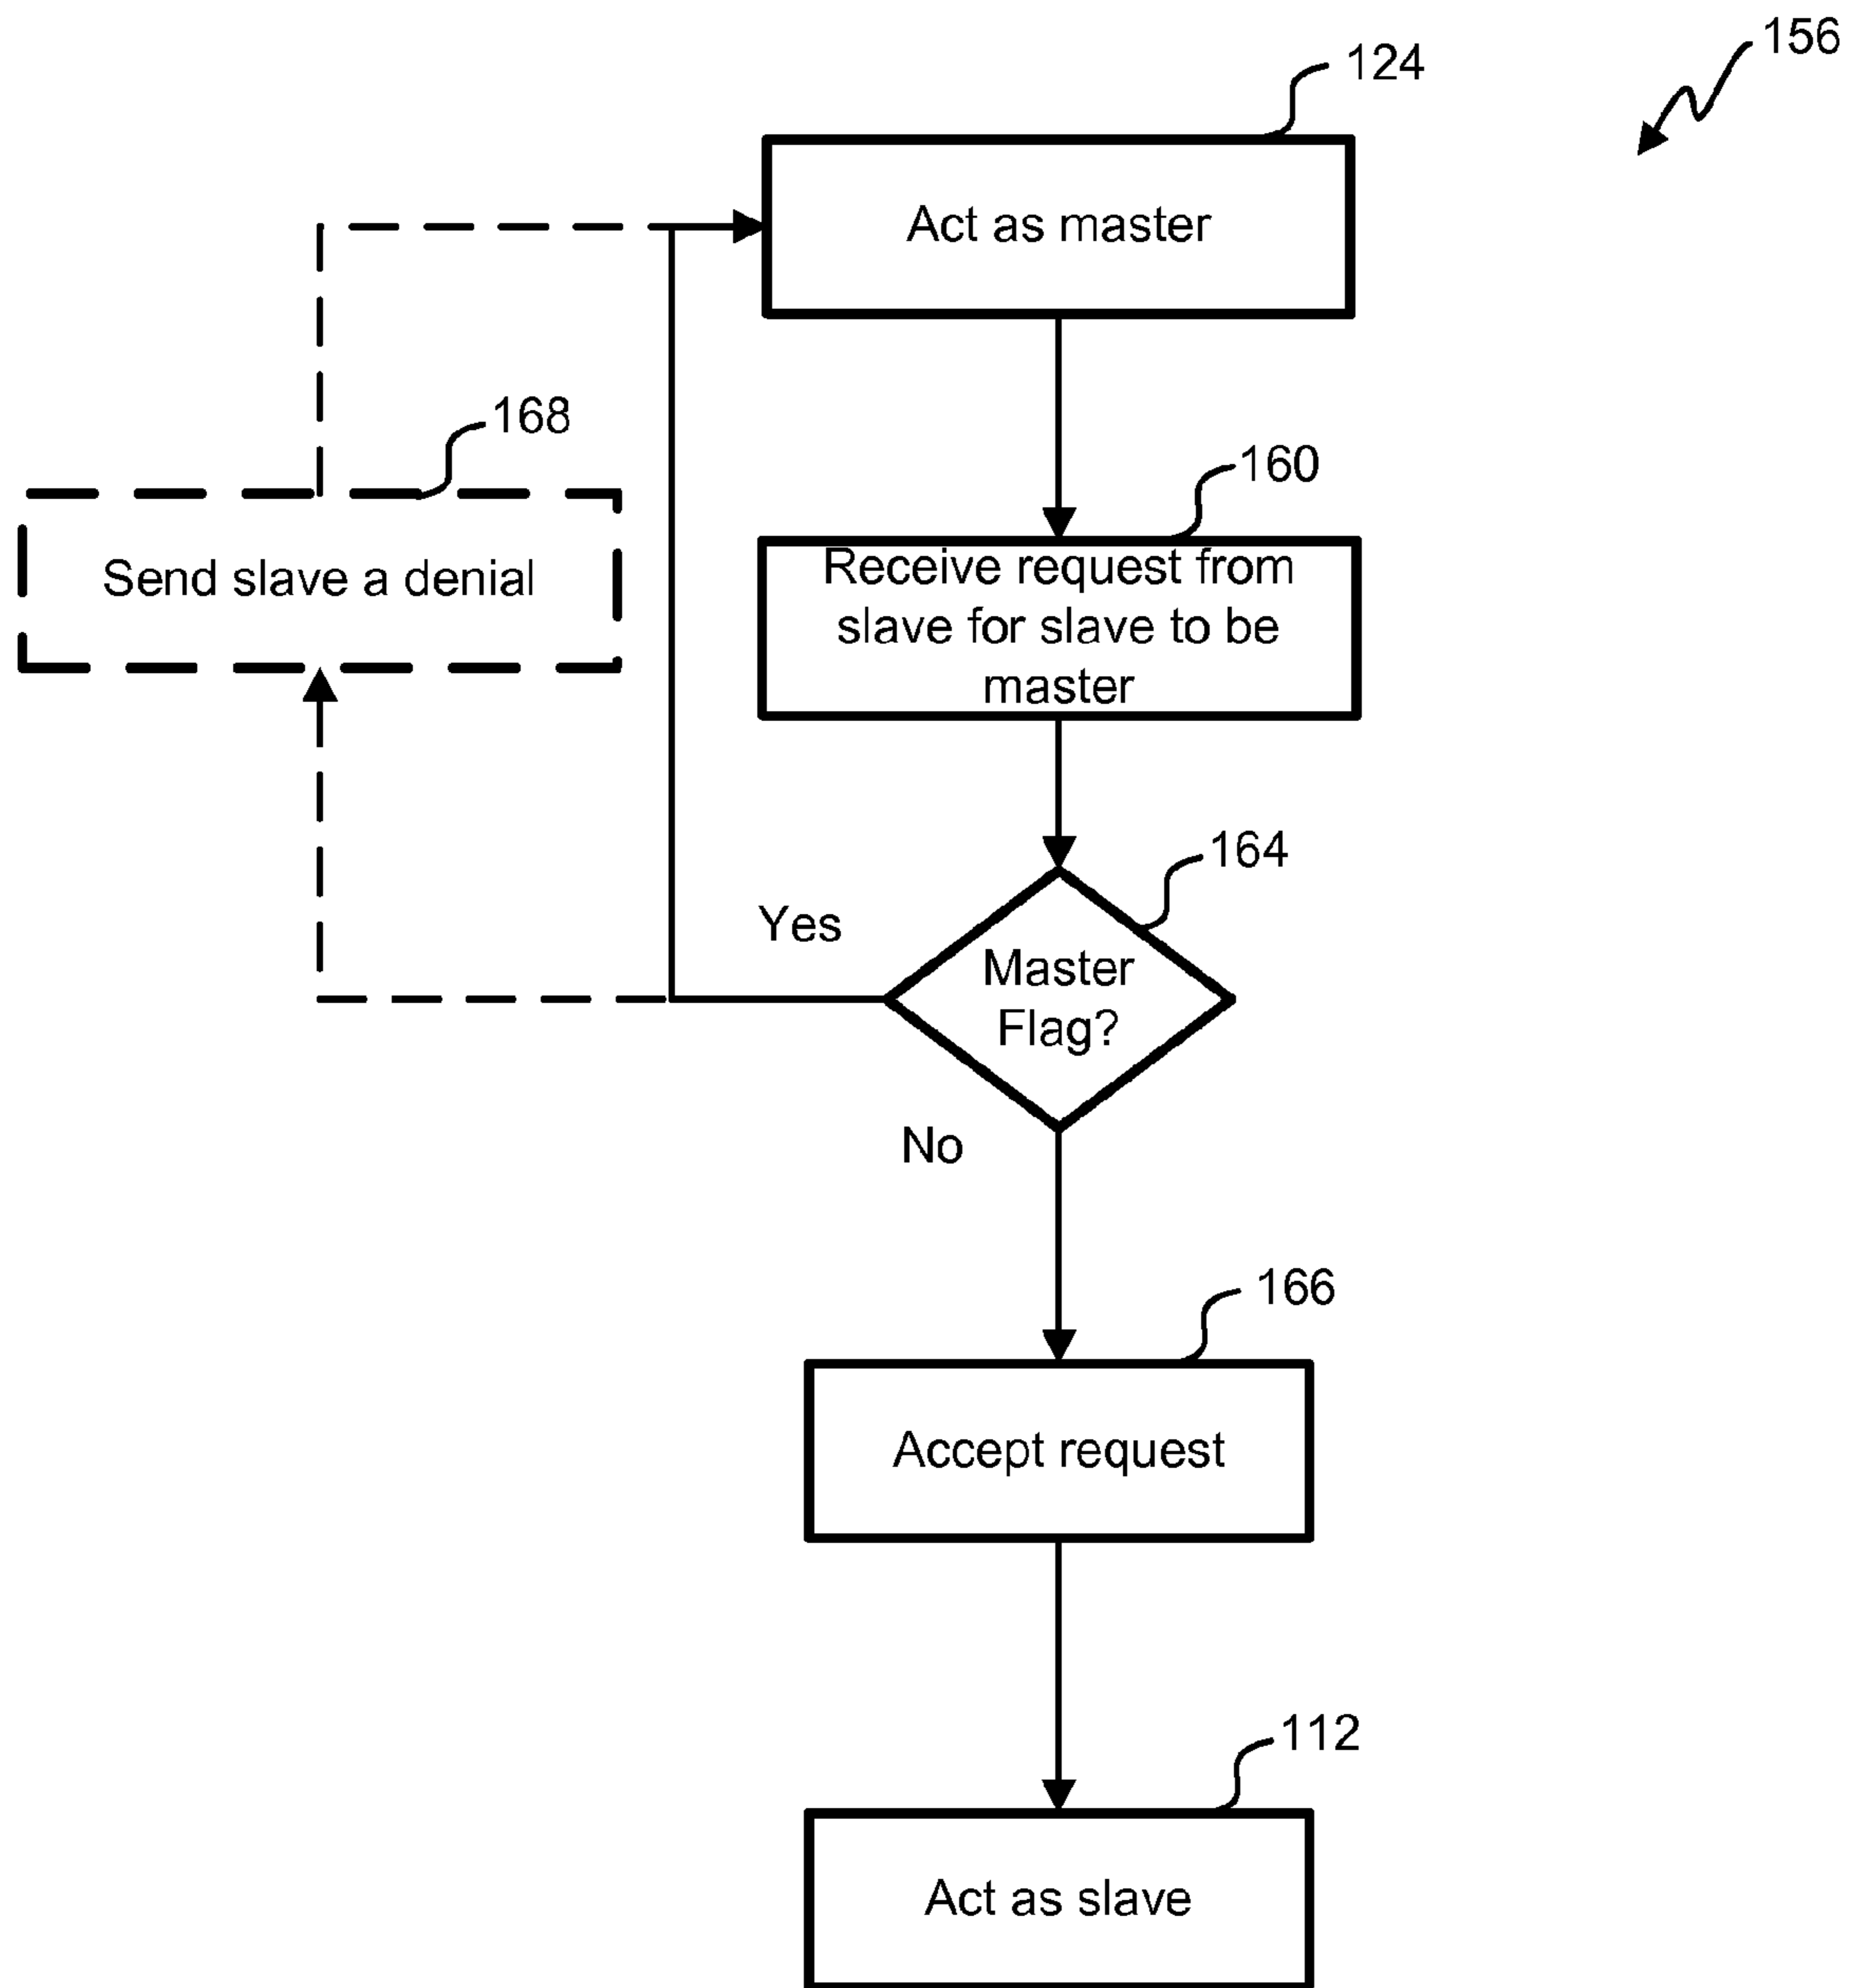 156
124
Act as master
168
160
Send slave a denial
Receive request from
slave for slave to be
master
164
Yes
Master
Flag?
No
166
Accept request
112
Act as slave